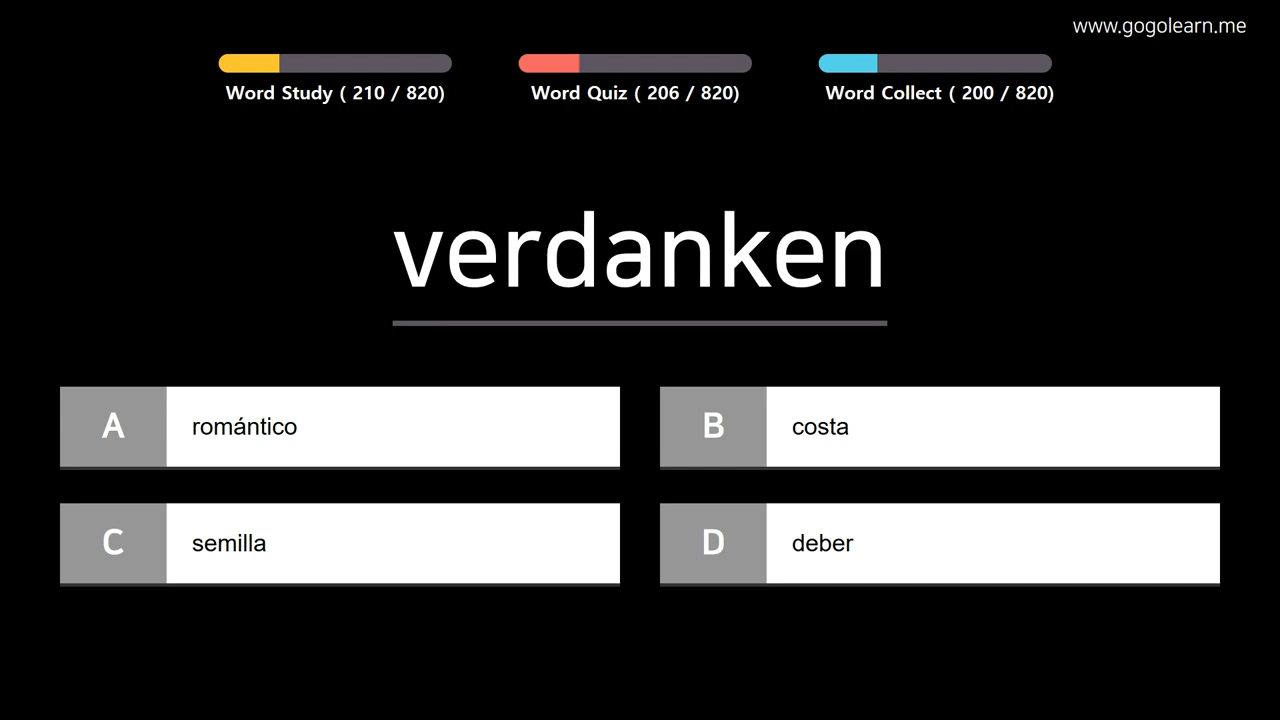 www.gogolearn.me
Word Study ( 210 / 820)
Word Quiz ( 206 / 820)
Word Collect ( 200 / 820)
verdanken
A romántico
B costa
C semilla
D deber